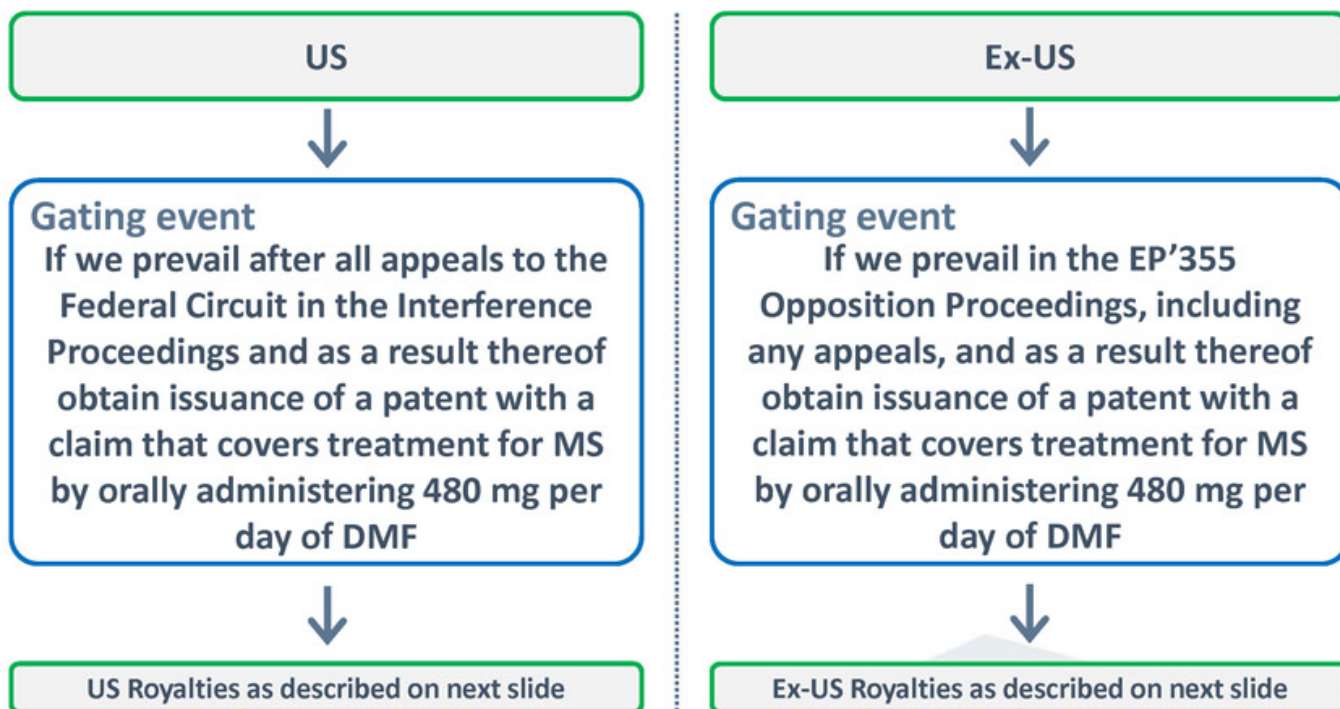 US
Gating event
If we prevail after all appeals to the
Federal Circuit in the Interference
Proceedings and as a result thereof
obtain issuance of a patent with a
claim that covers treatment for MS
by orally administering 480 mg per
day of DMF
US Royalties as described on next slide
Ex-US
Gating event
If we prevail in the EP’355
Opposition Proceedings, including
any appeals, and as a result thereof
obtain issuance of a patent with a
claim that covers treatment for MS
by orally administering 480 mg per
day of DMF
Ex-US Royalties as described on next slide